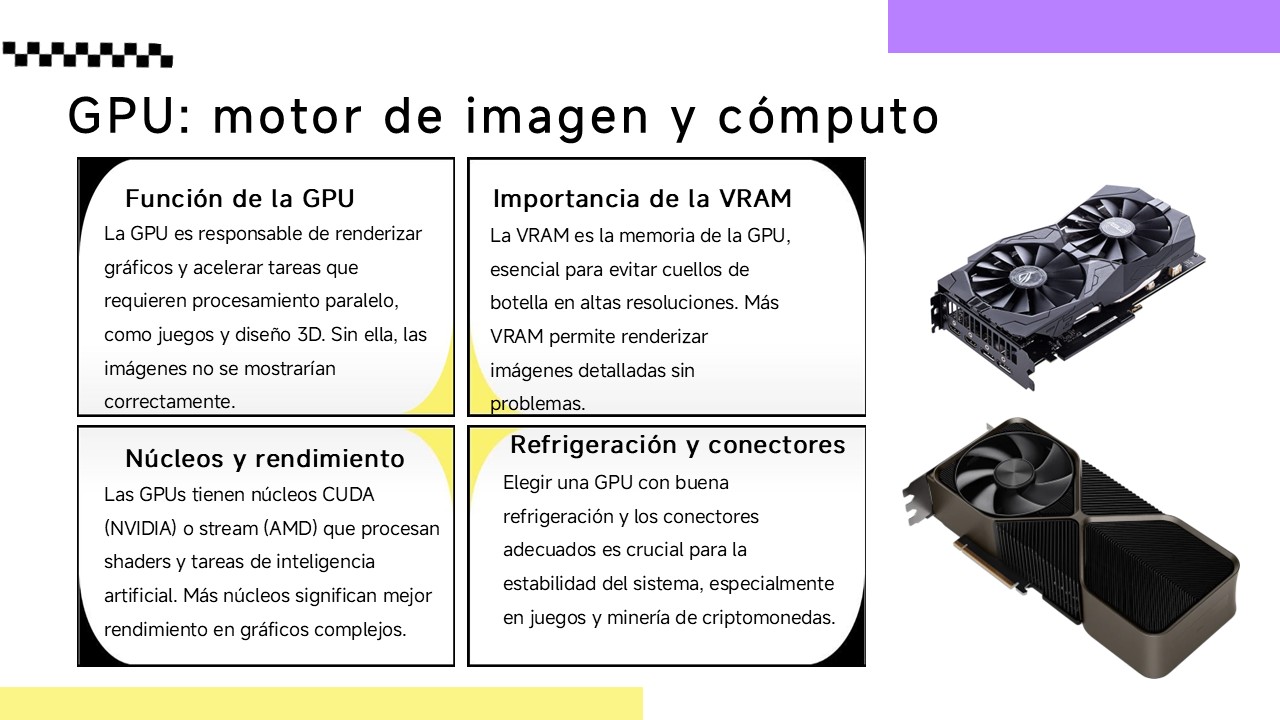 GPU: motor de imagen y cómputo
Función de la GPU
La GPU es responsable de renderizar
gráficos y acelerar tareas que
requieren procesamiento paralelo,
como juegos y diseño 3D. Sin ella, las
imágenes no se mostrarían
correctamente.
Importancia de la VRAM
La VRAM es la memoria de la GPU,
esencial para evitar cuellos de
botella en altas resoluciones. Más
VRAM permite renderizar
imágenes detalladas sin
problemas.
Núcleos y rendimiento
Las GPUs tienen núcleos CUDA
(NVIDIA) o stream (AMD) que procesan
shaders y tareas de inteligencia
artificial. Más núcleos significan mejor
rendimiento en gráficos complejos.
Refrigeración y conectores
Elegir una GPU con buena
refrigeración y los conectores
adecuados es crucial para la
estabilidad del sistema, especialmente
en juegos y minería de criptomonedas.